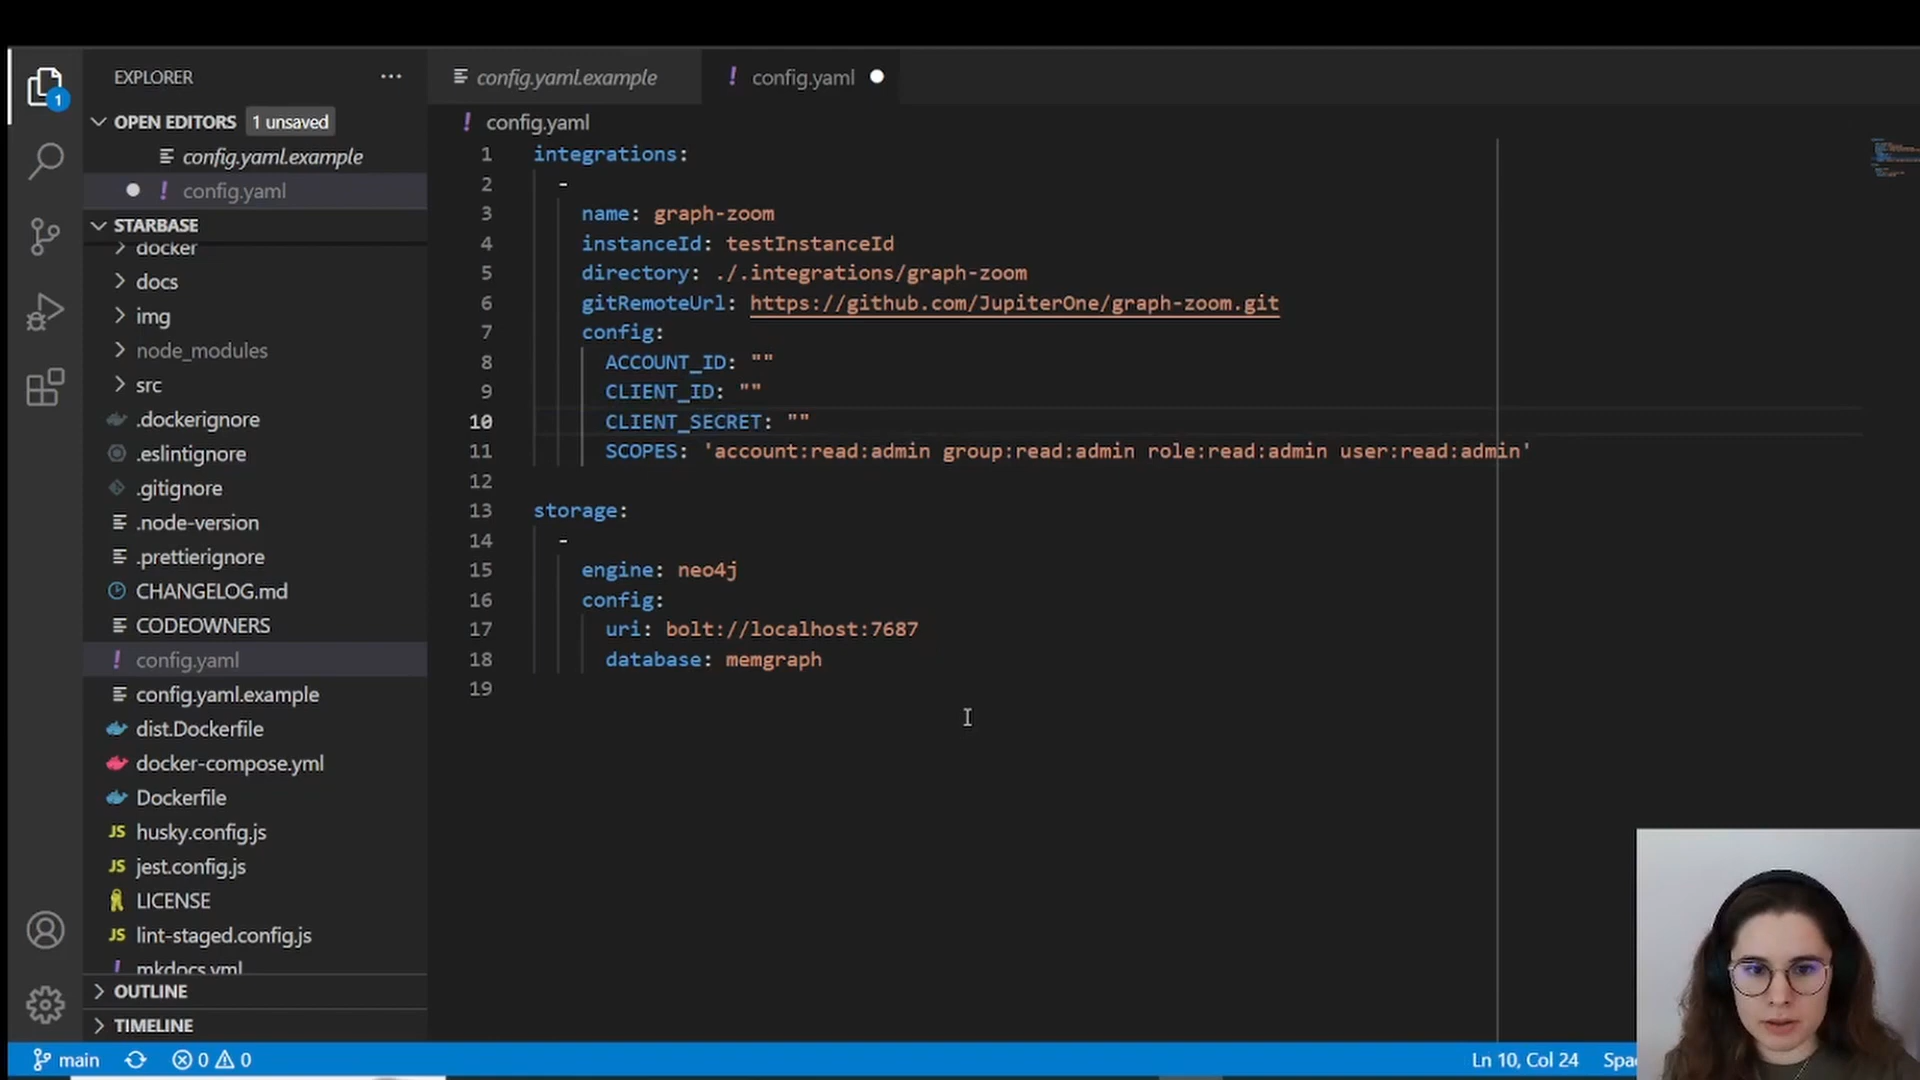 EXPLORER
OPEN EDITORS 1 unsaved
config.yaml.example
config.yaml
STARBASE
docker
docs
img
node_modules
src
.dockerignore
.eslintignore
.gitignore
.node-version
.prettierignore
CHANGELOG.md
CODEOWNERS
config.yaml
config.yaml.example
dist.Dockerfile
docker-compose.yml
Dockerfile
JS husky.config.js
JS jest.config.js
LICENSE
JS lint-staged.config.js
mkdocs.yml
OUTLINE
TIMELINE
1
config.yaml.example ! config.yaml
! config.yaml
1 integrations:
2 -
3 name: graph-zoom
4 instanceId: testInstanceId
5 directory: ./.integrations/graph-zoom
6 gitRemoteUrl: https://github.com/JupiterOne/graph-zoom.git
7 config:
8 ACCOUNT_ID: ""
9 CLIENT_ID: ""
10 CLIENT_SECRET: ""
11 SCOPES: 'account:read:admin group:read:admin role:read:admin user:read:admin'
12
13 storage:
14 -
15 engine: neo4j
16 config:
17 uri: bolt://localhost:7687
18 database: memgraph
19
main 0 0 Ln 10, Col 24